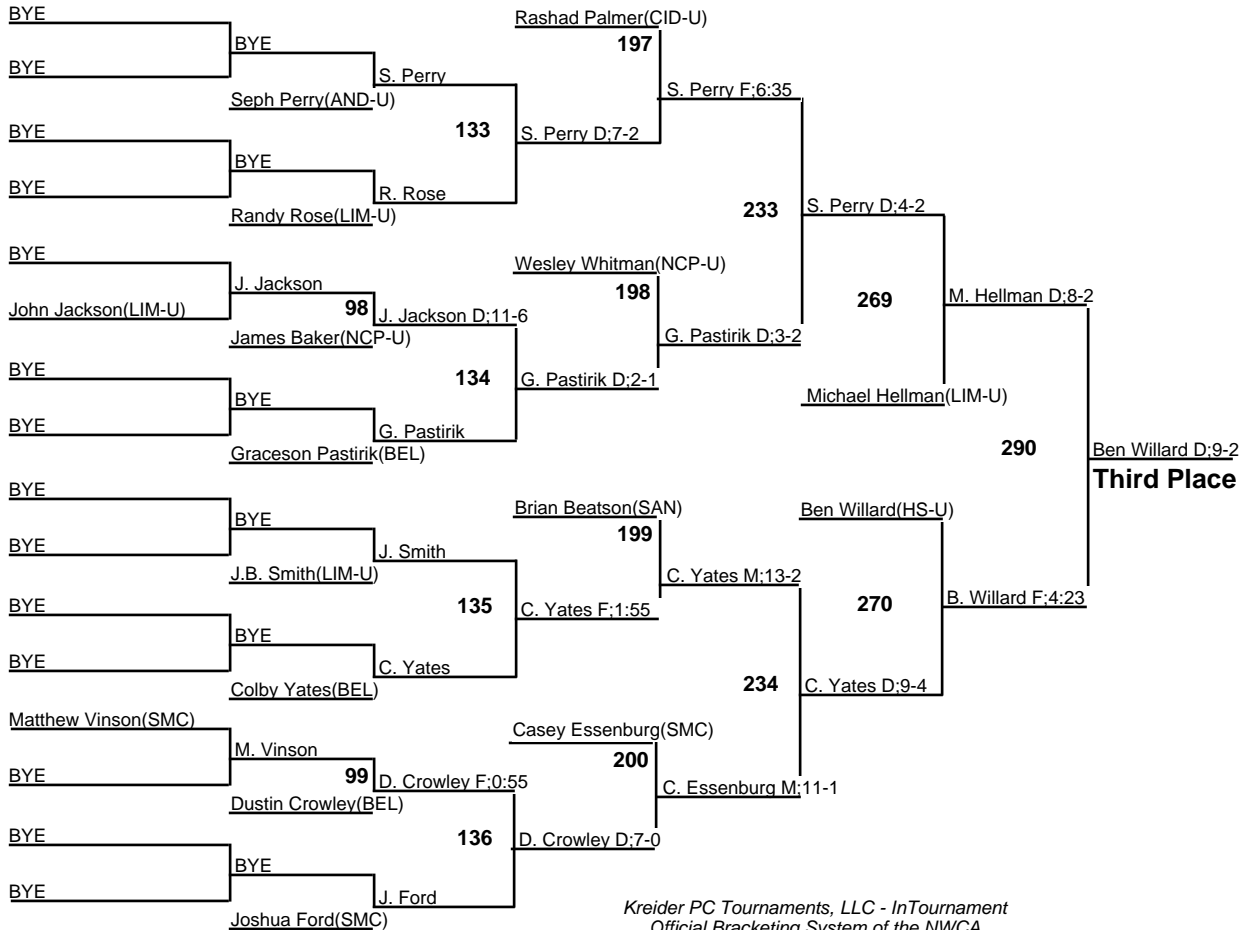 BYE
BYE
BYE
Seph Perry(AND-U)
S. Perry
133
BYE
BYE
BYE
Randy Rose(LIM-U)
R. Rose
S. Perry D;7-2
Rashad Palmer(CID-U)
197
S. Perry F;6:35
233
BYE
John Jackson(LIM-U)
J. Jackson
98
James Baker(NCP-U)
J. Jackson D;11-6
134
BYE
BYE
BYE
Graceson Pastirik(BEL)
G. Pastirik
G. Pastirik D;2-1
Wesley Whitman(NCP-U)
198
G. Pastirik D;3-2
S. Perry D;4-2
269
Michael Hellman(LIM-U)
M. Hellman D;8-2
290
BYE
BYE
BYE
J.B. Smith(LIM-U)
J. Smith
135
BYE
BYE
BYE
Colby Yates(BEL)
C. Yates
C. Yates F;1:55
Brian Beatson(SAN)
199
C. Yates M;13-2
234
Matthew Vinson(SMC)
BYE
M. Vinson
99
Dustin Crowley(BEL)
D. Crowley F;0:55
136
BYE
BYE
BYE
Joshua Ford(SMC)
J. Ford
D. Crowley D;7-0
Casey Essenburg(SMC)
200
C. Essenburg M;11-1
C. Yates D;9-4
Ben Willard(HS-U)
270
B. Willard F;4:23
Ben Willard D;9-2
Third Place
Kreider PC Tournaments, LLC - InTournament
Official Bracketing System of the NWCA